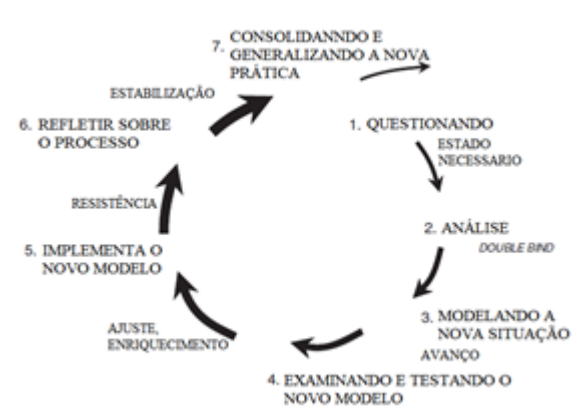 7. CONSOLIDANNDO E
GENERALIZANDO A NOVA
PRÁTICA
ESTABILIZAÇÃO
6. REFLETIR SOBRE
O PROCESSO
1. QUESTIONANDO
ESTADO
NECESSARIO
RESISTÊNCIA
2. ANÁLISE
DOUBLE BIND
5. IMPLEMENTA O
NOVO MODELO
3. MODELANDO A
NOVA SITUAÇÃO
AVANÇO
AJUSTE,
ENRIQUECIMENTO
4. EXAMINANDO E TESTANDO O
NOVO MODELO